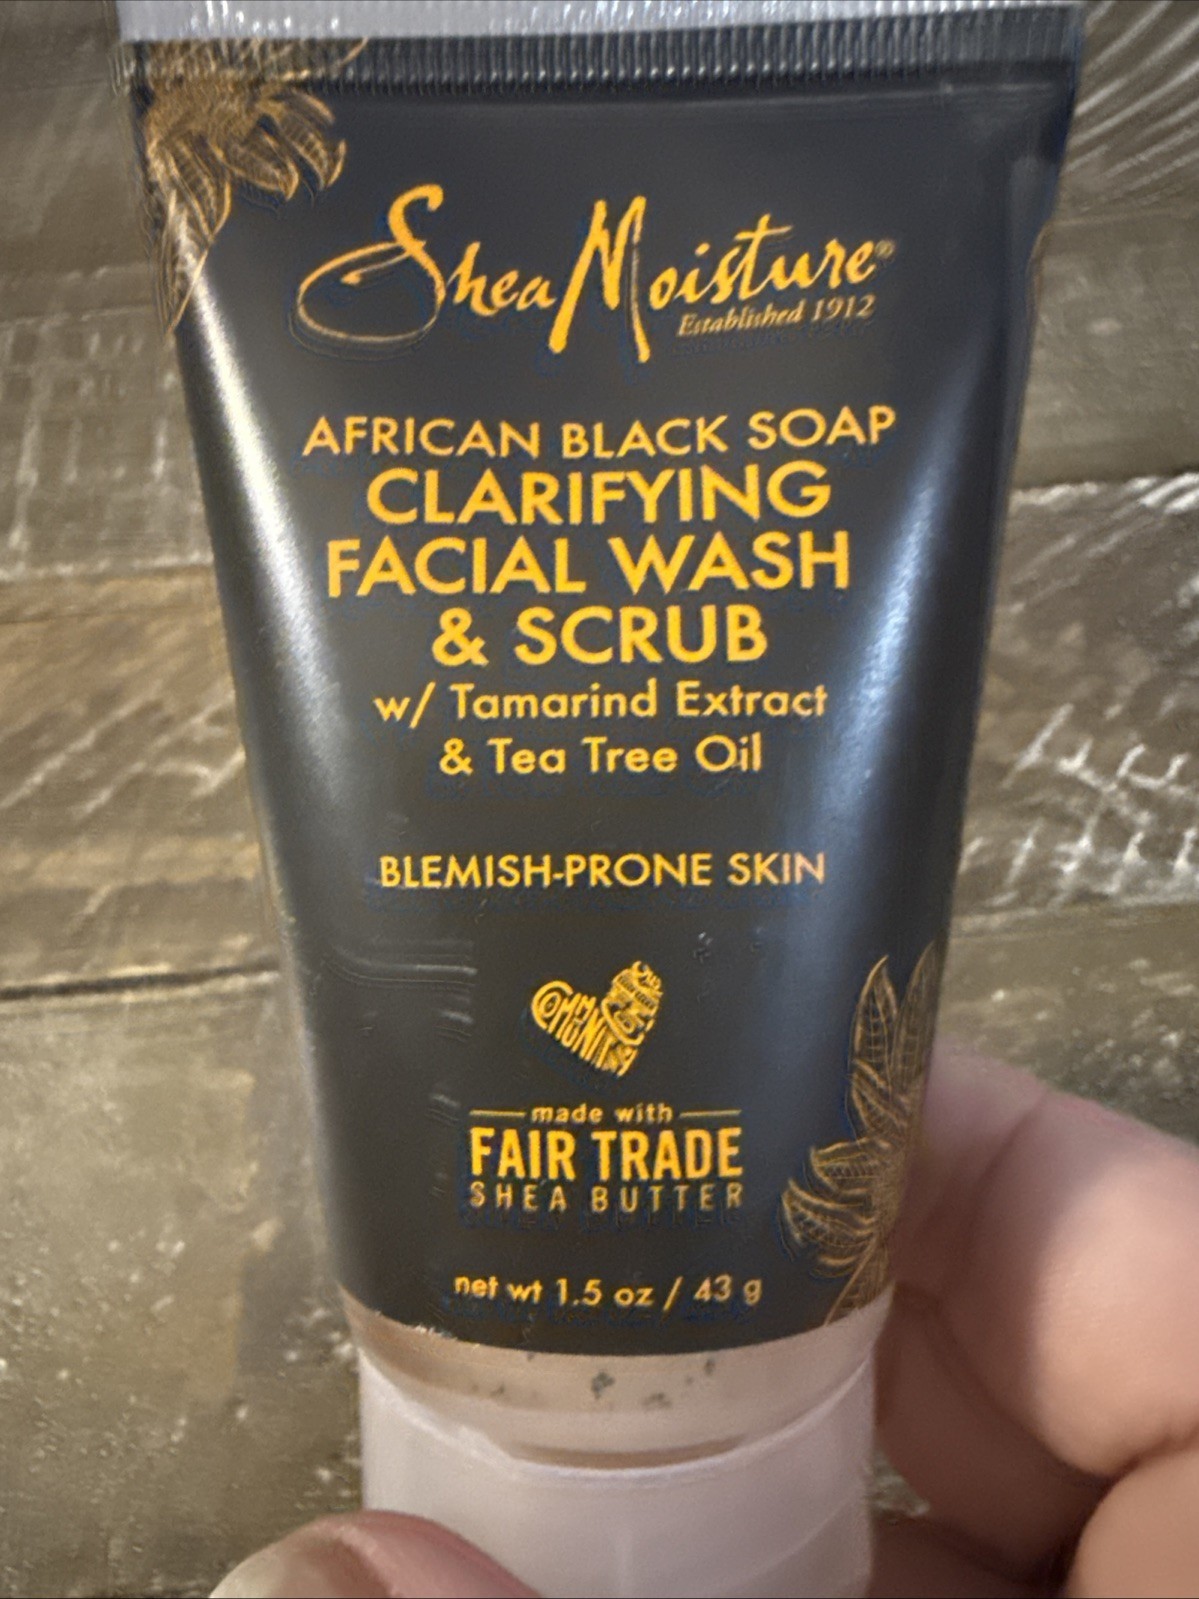 SheaMoisture®
Established 1912
AFRICAN BLACK SOAP
CLARIFYING
FACIAL WASH
& SCRUB
w/ Tamarind Extract
& Tea Tree Oil
BLEMISH-PRONE SKIN
COMMUNITY
made with
FAIR TRADE
SHEA BUTTER
net wt 1.5 oz / 43 g